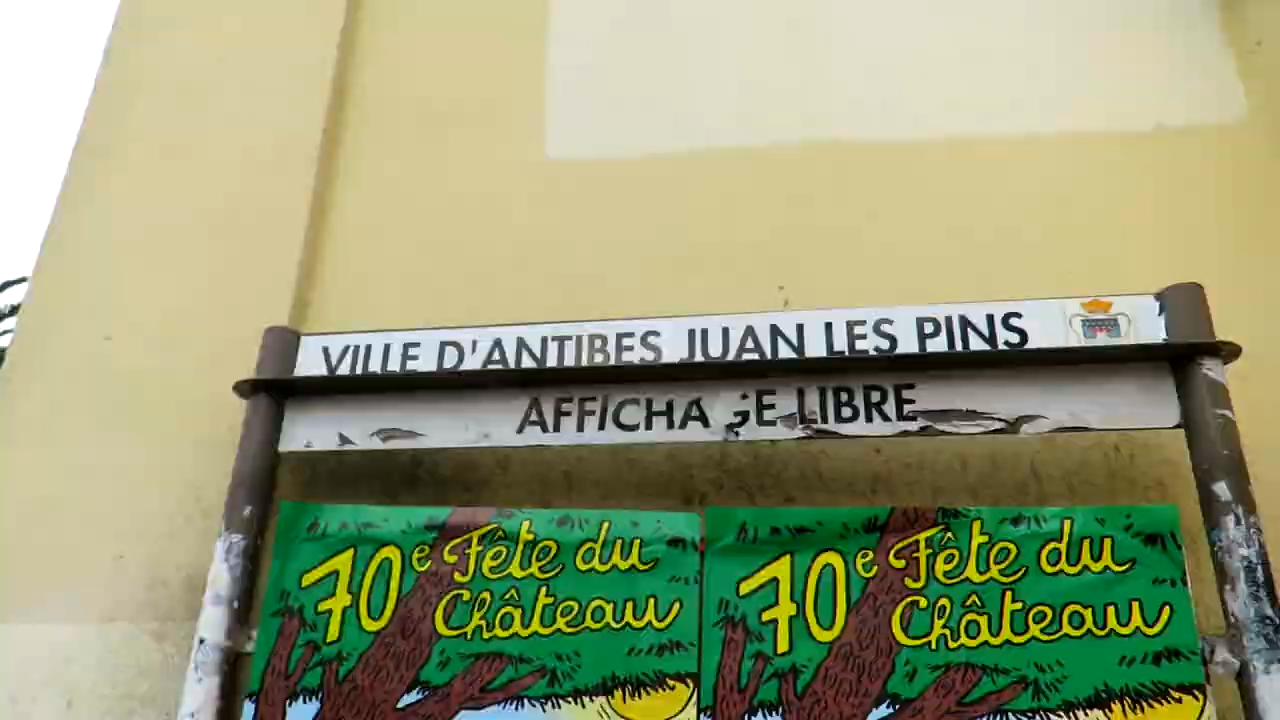 VILLE D'ANTIBES JUAN LES PINS
AFFICHAGE LIBRE
70e Fête du
Château
70e Fête du
Château